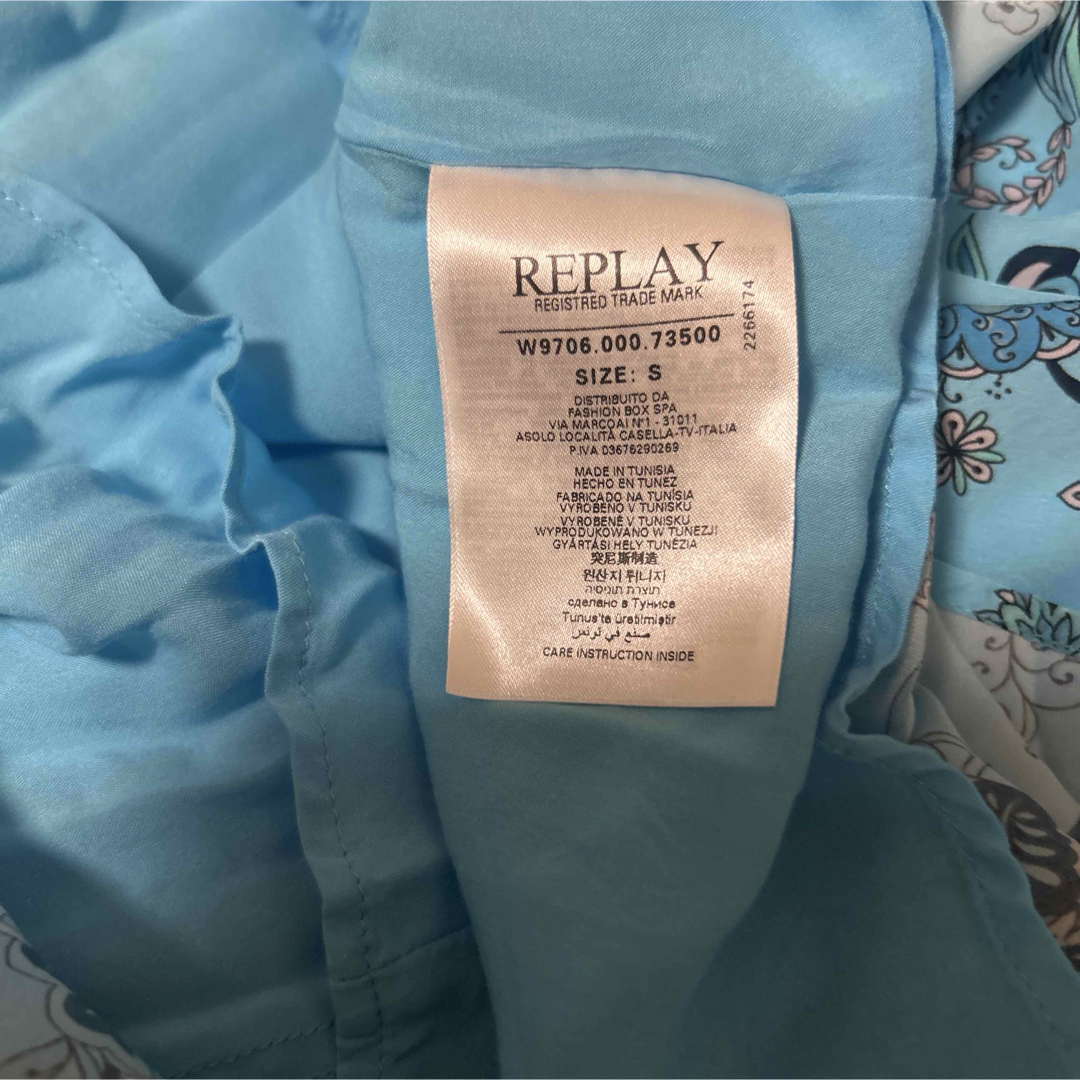 REPLAY
REGISTRED TRADE MARK
W9706.000.73500
2266174
SIZE: S
DISTRIBUITO DA
FASHION BOX SPA
VIA MARCOAI N°1 - 31011
ASOLO LOCALITÀ CASELLA-TV-ITALIA
P.IVA 03676290269
MADE IN TUNISIA
HECHO EN TUNEZ
FABRICADO NA TUNÍSIA
VYROBENO V TUNISKU
VYROBENÉ V TUNISKU
WYPRODUKOWANO W TUNEZJI
GYÁRTÁSI HELY TUNÉZIA
突尼斯制造
원산지 튀니지
תוצרת תוניסיה
сделано в Тунисе
Tunus'ta üretilmiştir
صنع في تونس
CARE INSTRUCTION INSIDE